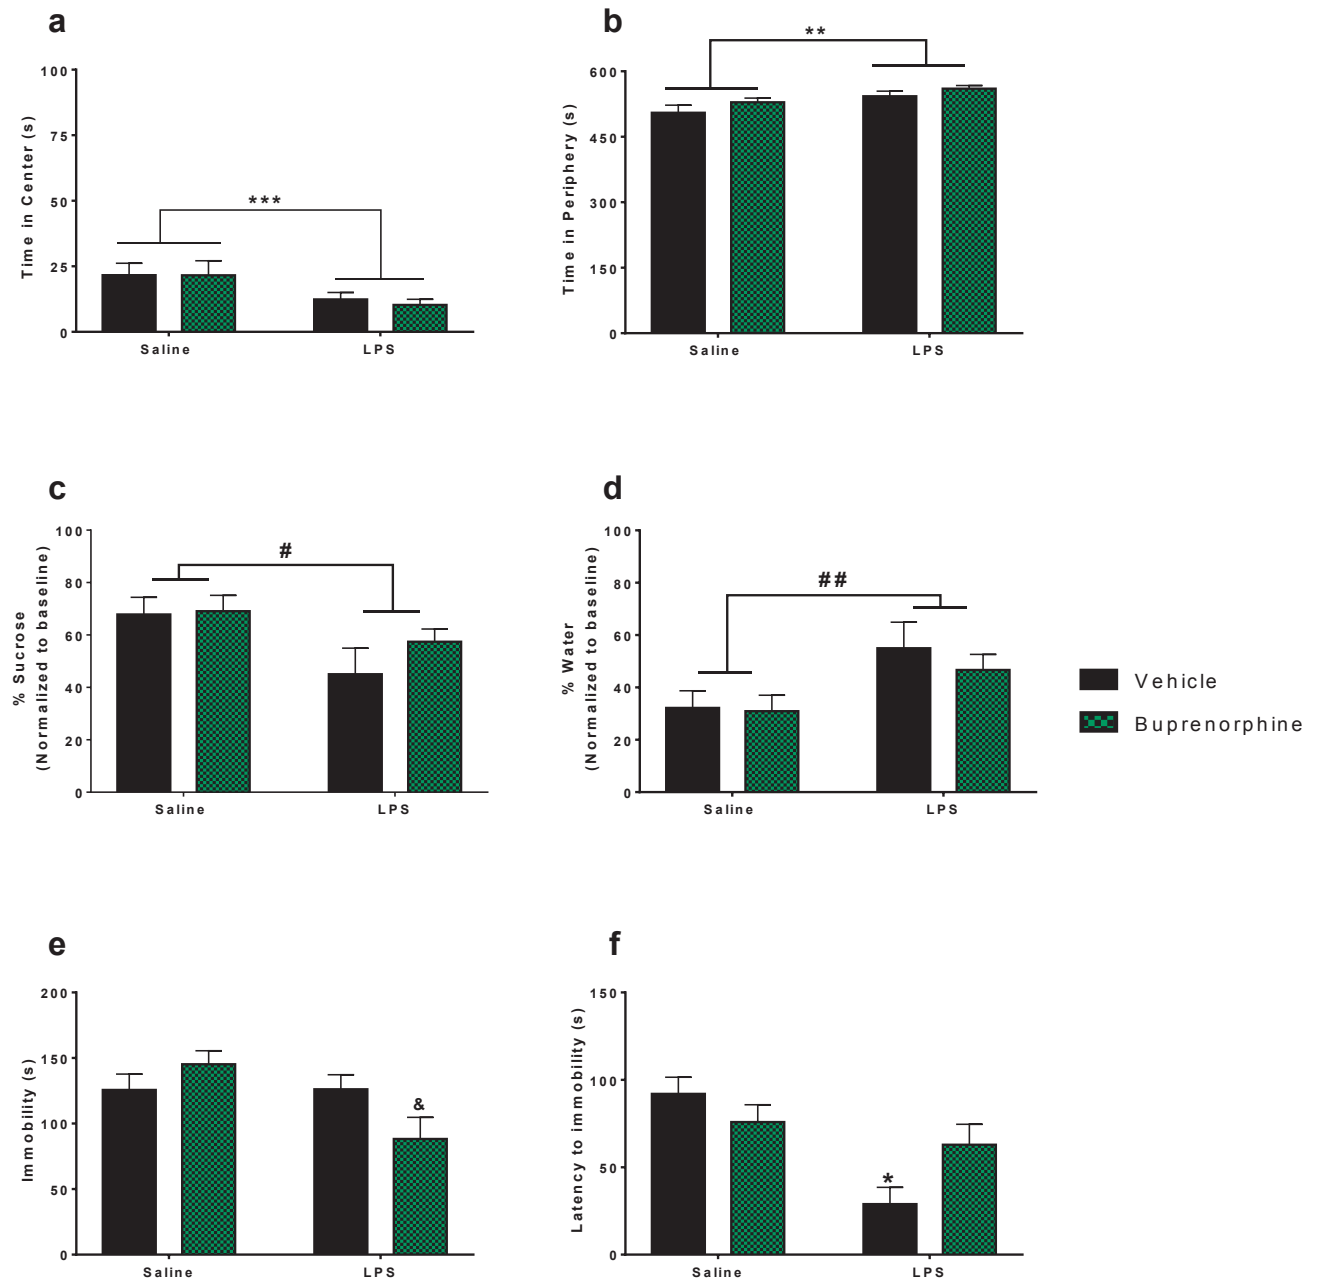 a
Time in Center (s)
100
75
50
25
0
***
Saline
LPS
b
Time in Periphery (s)
600
450
300
150
0
**
Saline
LPS
c
% Sucrose
(Normalized to baseline)
100
80
60
40
20
0
#
Saline
LPS
d
% Water
(Normalized to baseline)
100
80
60
40
20
0
##
Saline
LPS
Vehicle
Buprenorphine
e
Immobility (s)
200
150
100
50
0
&
Saline
LPS
f
Latency to immobility (s)
150
100
50
0
*
Saline
LPS